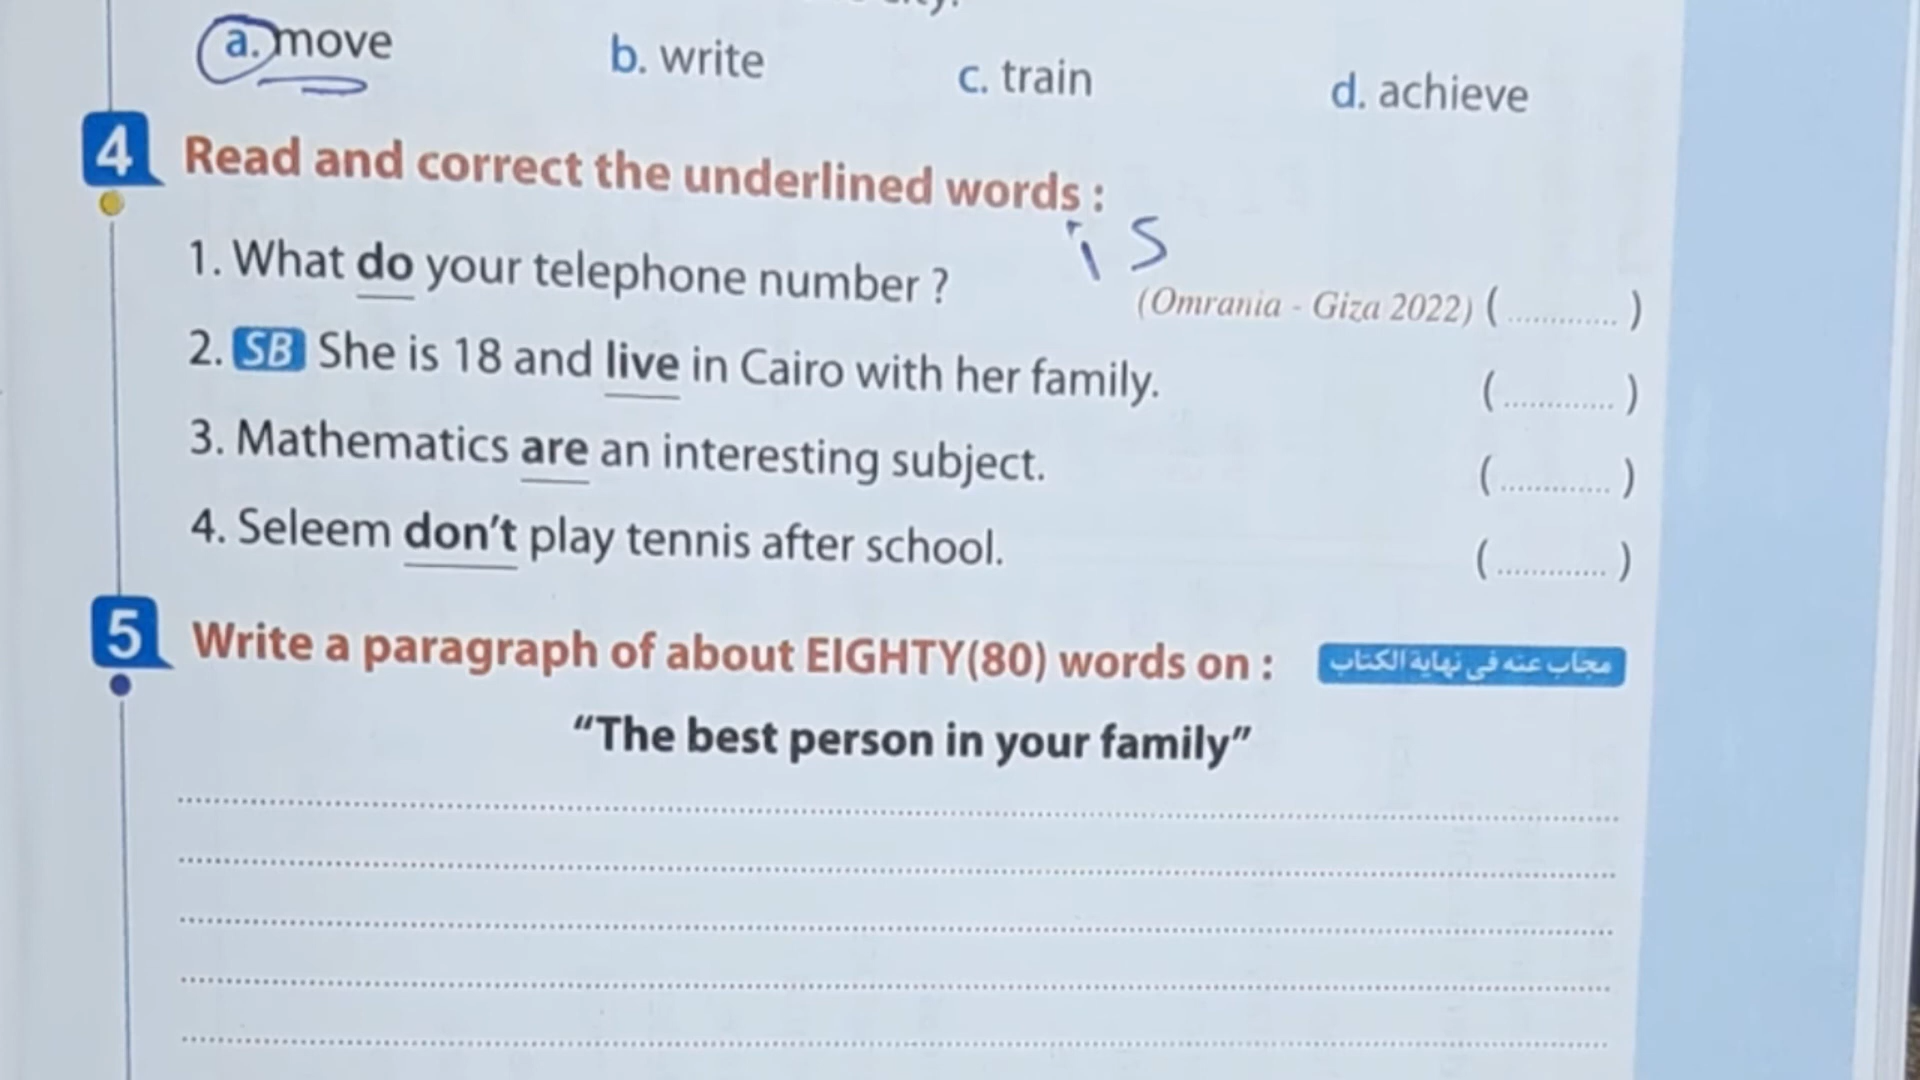 a. move b. write c. train d. achieve
4 Read and correct the underlined words :
is
1. What do your telephone number ? (Omrania - Giza 2022) (.............)
2. SB She is 18 and live in Cairo with her family. (.............)
3. Mathematics are an interesting subject. (.............)
4. Seleem don't play tennis after school. (.............)
5 Write a paragraph of about EIGHTY(80) words on : مجاب عنه فى نهاية الكتاب
“The best person in your family”